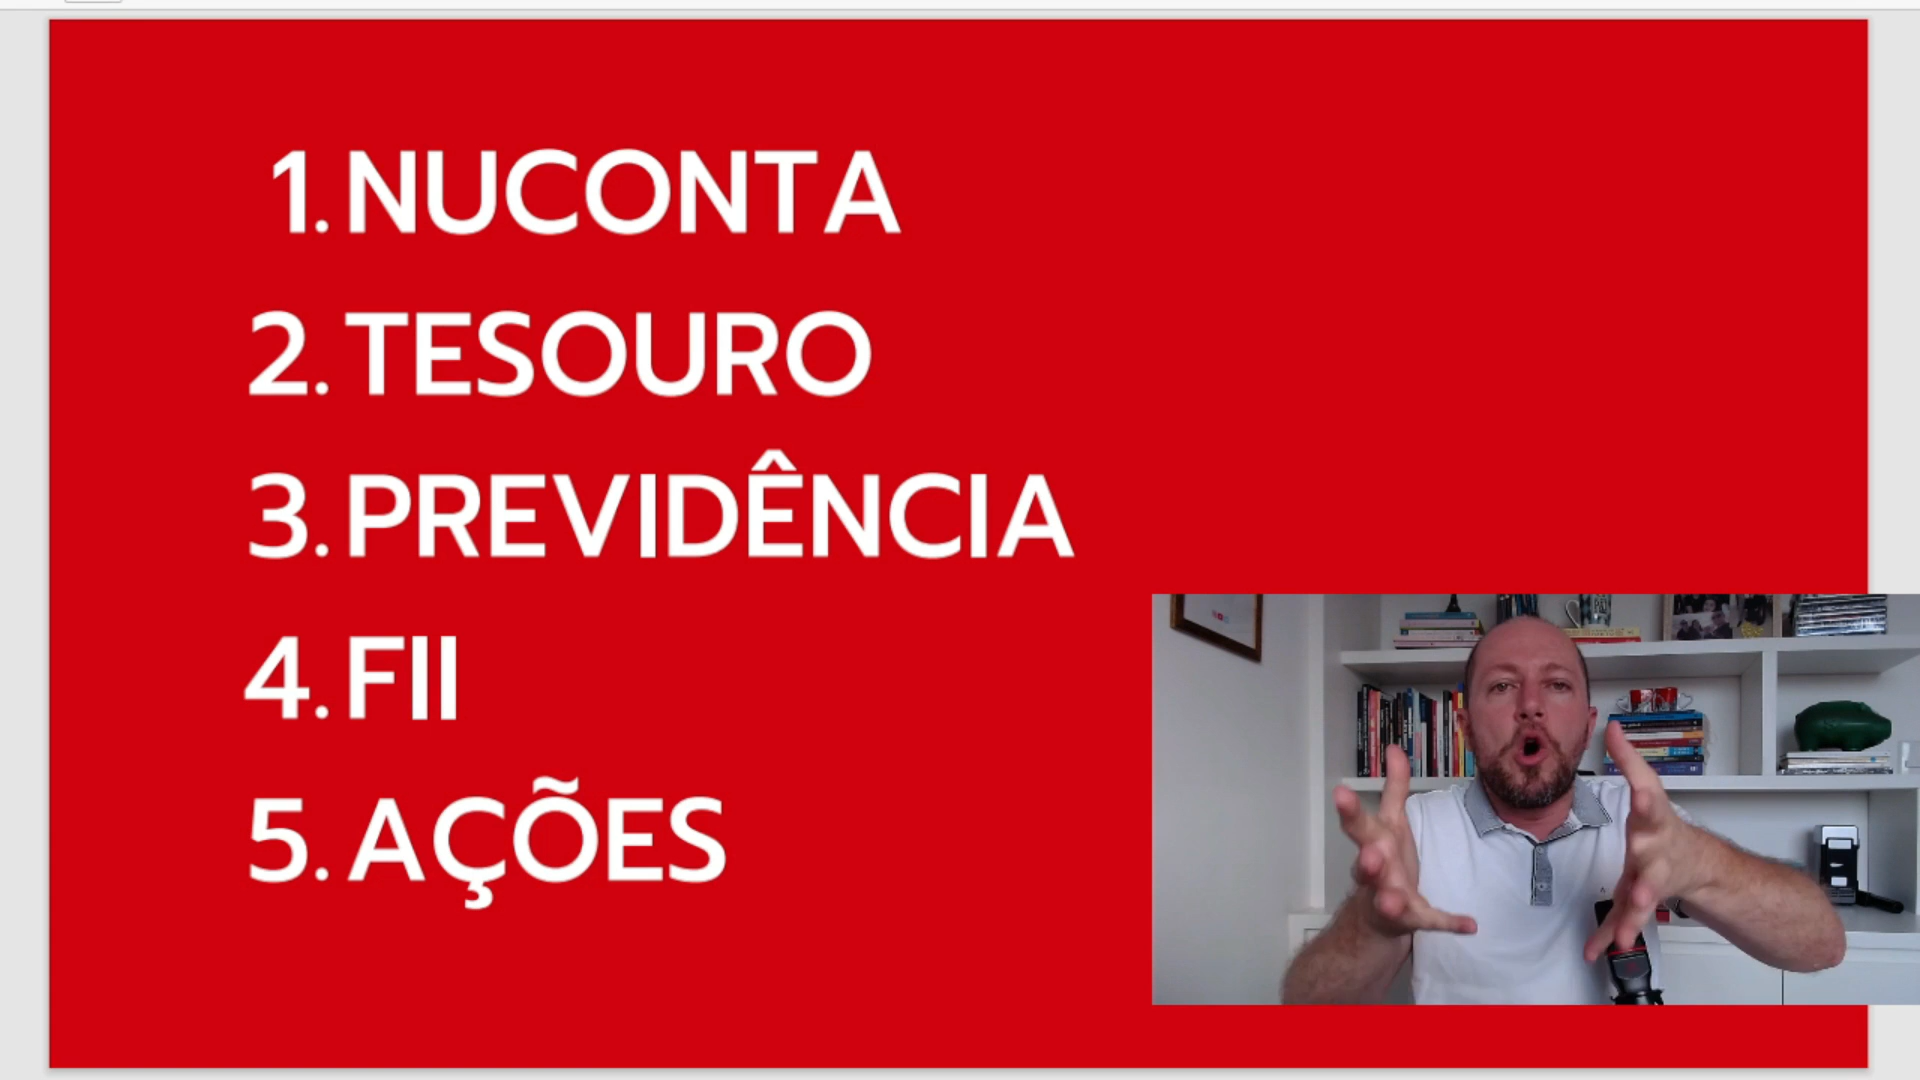 1. NUCONTA
2. TESOURO
3. PREVIDÊNCIA
4. FII
5. AÇÕES